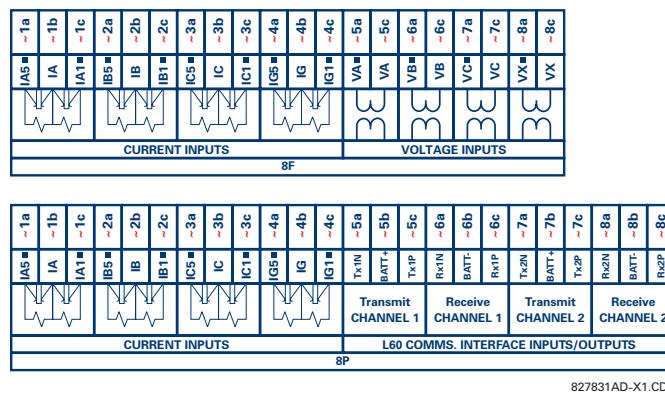 ~1a ~1b ~1c ~2a ~2b ~2c ~3a ~3b ~3c ~4a ~4b ~4c ~5a ~5c ~6a ~6c ~7a ~7c ~8a ~8c
IA5■ IA IA1■ IB5■ IB IB1■ IC5■ IC IC1■ IG5■ IG IG1■ VA■ VA VB■ VB VC■ VC VX■ VX
CURRENT INPUTS VOLTAGE INPUTS
8F
~1a ~1b ~1c ~2a ~2b ~2c ~3a ~3b ~3c ~4a ~4b ~4c ~5a ~5b ~5c ~6a ~6b ~6c ~7a ~7b ~7c ~8a ~8b ~8c
IA5■ IA IA1■ IB5■ IB IB1■ IC5■ IC IC1■ IG5■ IG IG1■ Tx1N BATT+ Tx1P Rx1N BATT- Rx1P Tx2N BATT+ Tx2P Rx2N BATT- Rx2P
Transmit Receive Transmit Receive
CHANNEL 1 CHANNEL 1 CHANNEL 2 CHANNEL 2
CURRENT INPUTS L60 COMMS. INTERFACE INPUTS/OUTPUTS
8P
827831AD-X1.CD